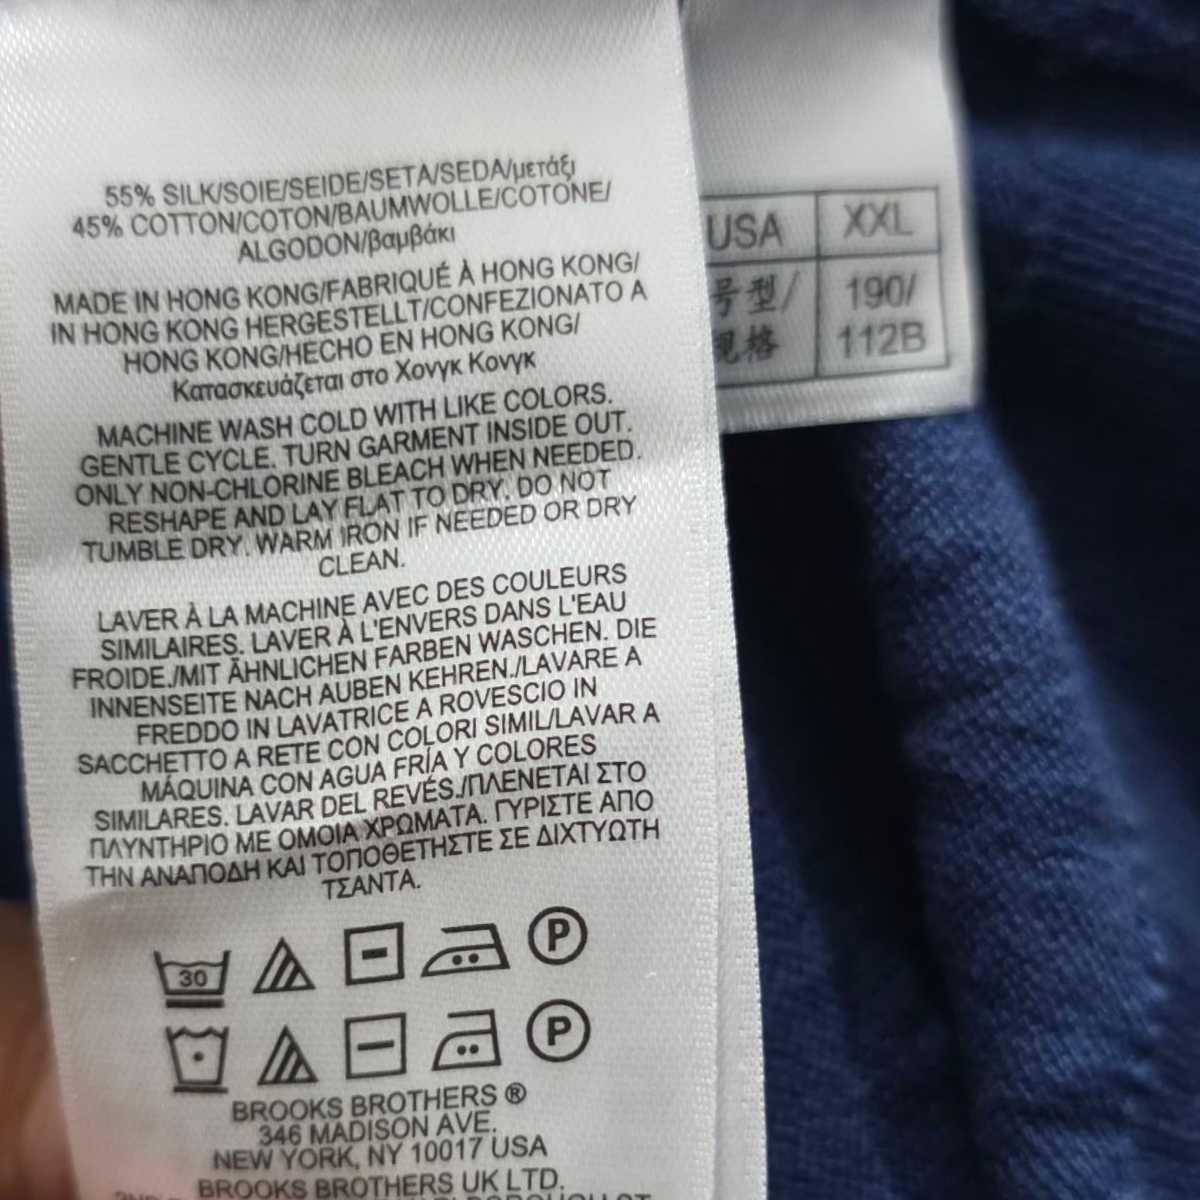 55% SILK/SOIE/SEIDE/SETA/SEDA/μετάξι
45% COTTON/COTON/BAUMWOLLE/COTONE/
ALGODON/βαμβάκι
MADE IN HONG KONG/FABRIQUÉ À HONG KONG/
IN HONG KONG HERGESTELLT/CONFEZIONATO A
HONG KONG/HECHO EN HONG KONG/
Κατασκευάζεται στο Χονγκ Κονγκ
MACHINE WASH COLD WITH LIKE COLORS.
GENTLE CYCLE. TURN GARMENT INSIDE OUT.
ONLY NON-CHLORINE BLEACH WHEN NEEDED.
RESHAPE AND LAY FLAT TO DRY. DO NOT
TUMBLE DRY. WARM IRON IF NEEDED OR DRY
CLEAN.
LAVER À LA MACHINE AVEC DES COULEURS
SIMILAIRES. LAVER À L'ENVERS DANS L'EAU
FROIDE./MIT ÄHNLICHEN FARBEN WASCHEN. DIE
INNENSEITE NACH AUBEN KEHREN./LAVARE A
FREDDO IN LAVATRICE A ROVESCIO IN
SACCHETTO A RETE CON COLORI SIMIL/LAVAR A
MÁQUINA CON AGUA FRÍA Y COLORES
SIMILARES. LAVAR DEL REVÉS./ΠΛΕΝΕΤΑΙ ΣΤΟ
ΠΛΥΝΤΗΡΙΟ ΜΕ ΟΜΟΙΑ ΧΡΩΜΑΤΑ. ΓΥΡΙΣΤΕ ΑΠΟ
ΤΗΝ ΑΝΑΠΟΔΗ ΚΑΙ ΤΟΠΟΘΕΤΗΣΤΕ ΣΕ ΔΙΧΤΥΩΤΗ
ΤΣΑΝΤΑ.
30
P
P
BROOKS BROTHERS ®
346 MADISON AVE.
NEW YORK, NY 10017 USA
BROOKS BROTHERS UK LTD.
USA XXL
号型/ 190/
规格 112B